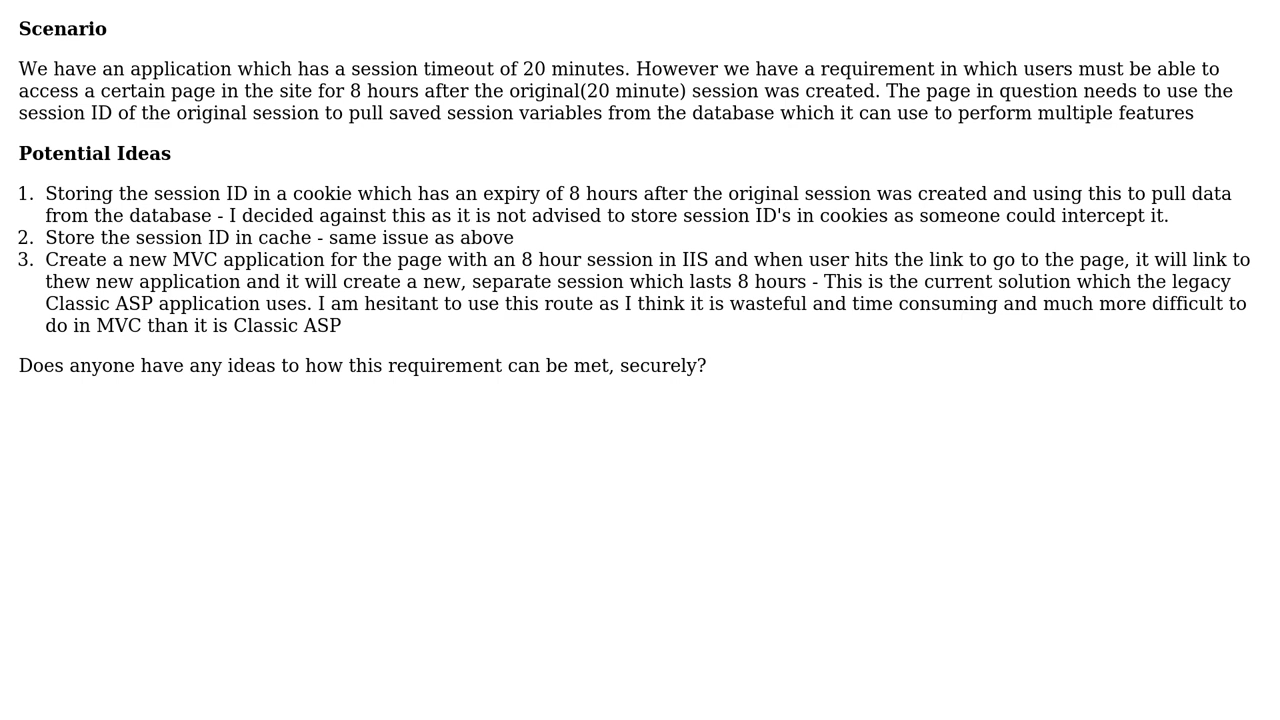 Scenario
We have an application which has a session timeout of 20 minutes. However we have a requirement in which users must be able to
access a certain page in the site for 8 hours after the original(20 minute) session was created. The page in question needs to use the
session ID of the original session to pull saved session variables from the database which it can use to perform multiple features
Potential Ideas
1. Storing the session ID in a cookie which has an expiry of 8 hours after the original session was created and using this to pull data
from the database - I decided against this as it is not advised to store session ID's in cookies as someone could intercept it.
2. Store the session ID in cache - same issue as above
3. Create a new MVC application for the page with an 8 hour session in IIS and when user hits the link to go to the page, it will link to
thew new application and it will create a new, separate session which lasts 8 hours - This is the current solution which the legacy
Classic ASP application uses. I am hesitant to use this route as I think it is wasteful and time consuming and much more difficult to
do in MVC than it is Classic ASP
Does anyone have any ideas to how this requirement can be met, securely?